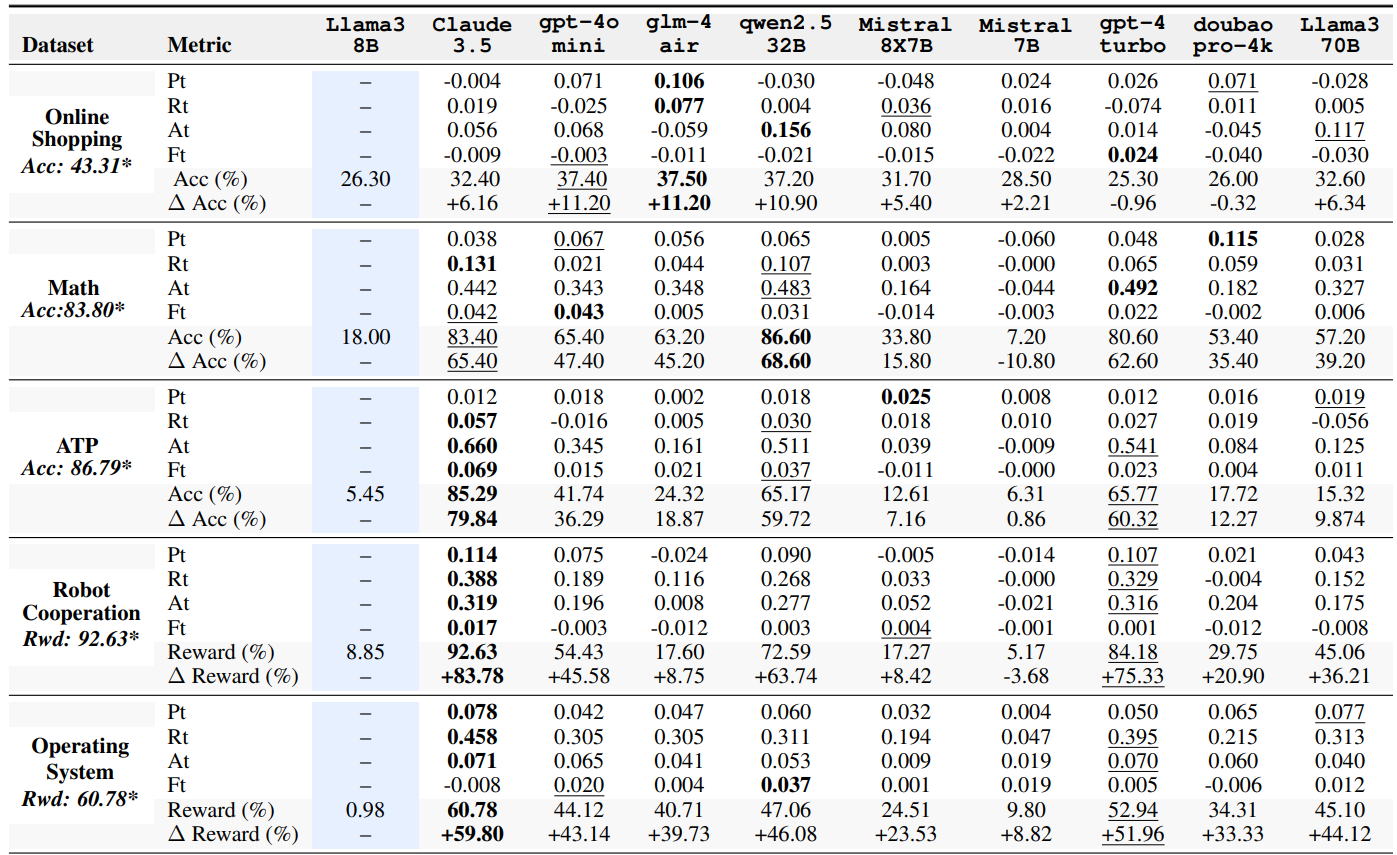 Dataset Metric Llama3 8B Claude 3.5 gpt-4o mini glm-4 air qwen2.5 32B Mistral 8X7B Mistral 7B gpt-4 turbo doubao pro-4k Llama3 70B
Online Shopping Acc: 43.31*
Pt – -0.004 0.071 0.106 -0.030 -0.048 0.024 0.026 0.071 -0.028
Rt – 0.019 -0.025 0.077 0.004 0.036 0.016 -0.074 0.011 0.005
At – 0.056 0.068 -0.059 0.156 0.080 0.004 0.014 -0.045 0.117
Ft – -0.009 -0.003 -0.011 -0.021 -0.015 -0.022 0.024 -0.040 -0.030
Acc (%) 26.30 32.40 37.40 37.50 37.20 31.70 28.50 25.30 26.00 32.60
Δ Acc (%) – +6.16 +11.20 +11.20 +10.90 +5.40 +2.21 -0.96 -0.32 +6.34
Math Acc:83.80*
Pt – 0.038 0.067 0.056 0.065 0.005 -0.060 0.048 0.115 0.028
Rt – 0.131 0.021 0.044 0.107 0.003 -0.000 0.065 0.059 0.031
At – 0.442 0.343 0.348 0.483 0.164 -0.044 0.492 0.182 0.327
Ft – 0.042 0.043 0.005 0.031 -0.014 -0.003 0.022 -0.002 0.006
Acc (%) 18.00 83.40 65.40 63.20 86.60 33.80 7.20 80.60 53.40 57.20
Δ Acc (%) – 65.40 47.40 45.20 68.60 15.80 -10.80 62.60 35.40 39.20
ATP Acc: 86.79*
Pt – 0.012 0.018 0.002 0.018 0.025 0.008 0.012 0.016 0.019
Rt – 0.057 -0.016 0.005 0.030 0.018 0.010 0.027 0.019 -0.056
At – 0.660 0.345 0.161 0.511 0.039 -0.009 0.541 0.084 0.125
Ft – 0.069 0.015 0.021 0.037 -0.011 -0.000 0.023 0.004 0.011
Acc (%) 5.45 85.29 41.74 24.32 65.17 12.61 6.31 65.77 17.72 15.32
Δ Acc (%) – 79.84 36.29 18.87 59.72 7.16 0.86 60.32 12.27 9.874
Robot Cooperation Rwd: 92.63*
Pt – 0.114 0.075 -0.024 0.090 -0.005 -0.014 0.107 0.021 0.043
Rt – 0.388 0.189 0.116 0.268 0.033 -0.000 0.329 -0.004 0.152
At – 0.319 0.196 0.008 0.277 0.052 -0.021 0.316 0.204 0.175
Ft – 0.017 -0.003 -0.012 0.003 0.004 -0.001 0.001 -0.012 -0.008
Reward (%) 8.85 92.63 54.43 17.60 72.59 17.27 5.17 84.18 29.75 45.06
Δ Reward (%) – +83.78 +45.58 +8.75 +63.74 +8.42 -3.68 +75.33 +20.90 +36.21
Operating System Rwd: 60.78*
Pt – 0.078 0.042 0.047 0.060 0.032 0.004 0.050 0.065 0.077
Rt – 0.458 0.305 0.305 0.311 0.194 0.047 0.395 0.215 0.313
At – 0.071 0.065 0.041 0.053 0.009 0.019 0.070 0.060 0.040
Ft – -0.008 0.020 0.004 0.037 0.001 0.019 0.005 -0.006 0.012
Reward (%) 0.98 60.78 44.12 40.71 47.06 24.51 9.80 52.94 34.31 45.10
Δ Reward (%) – +59.80 +43.14 +39.73 +46.08 +23.53 +8.82 +51.96 +33.33 +44.12